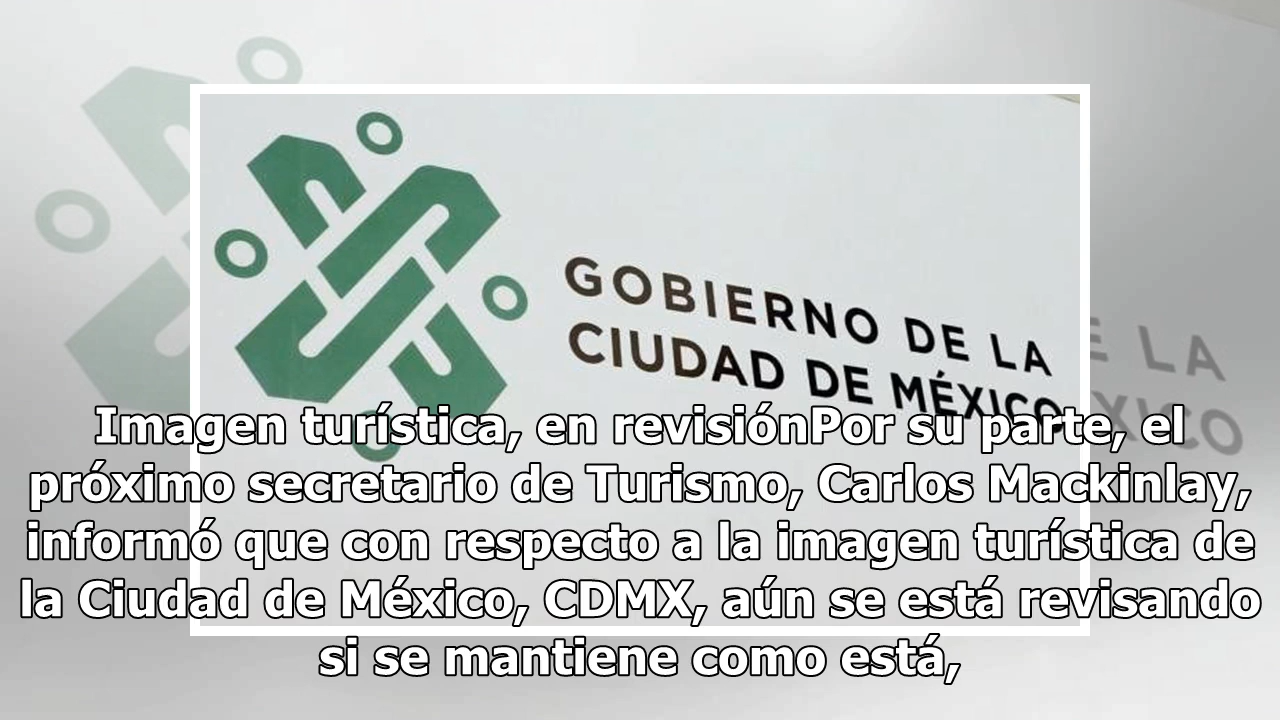 GOBIERNO DE LA
CIUDAD DE MÉXICO
E LA
XICO
Imagen turística, en revisiónPor su parte, el
próximo secretario de Turismo, Carlos Mackinlay,
informó que con respecto a la imagen turística de
la Ciudad de México, CDMX, aún se está revisando
si se mantiene como está,